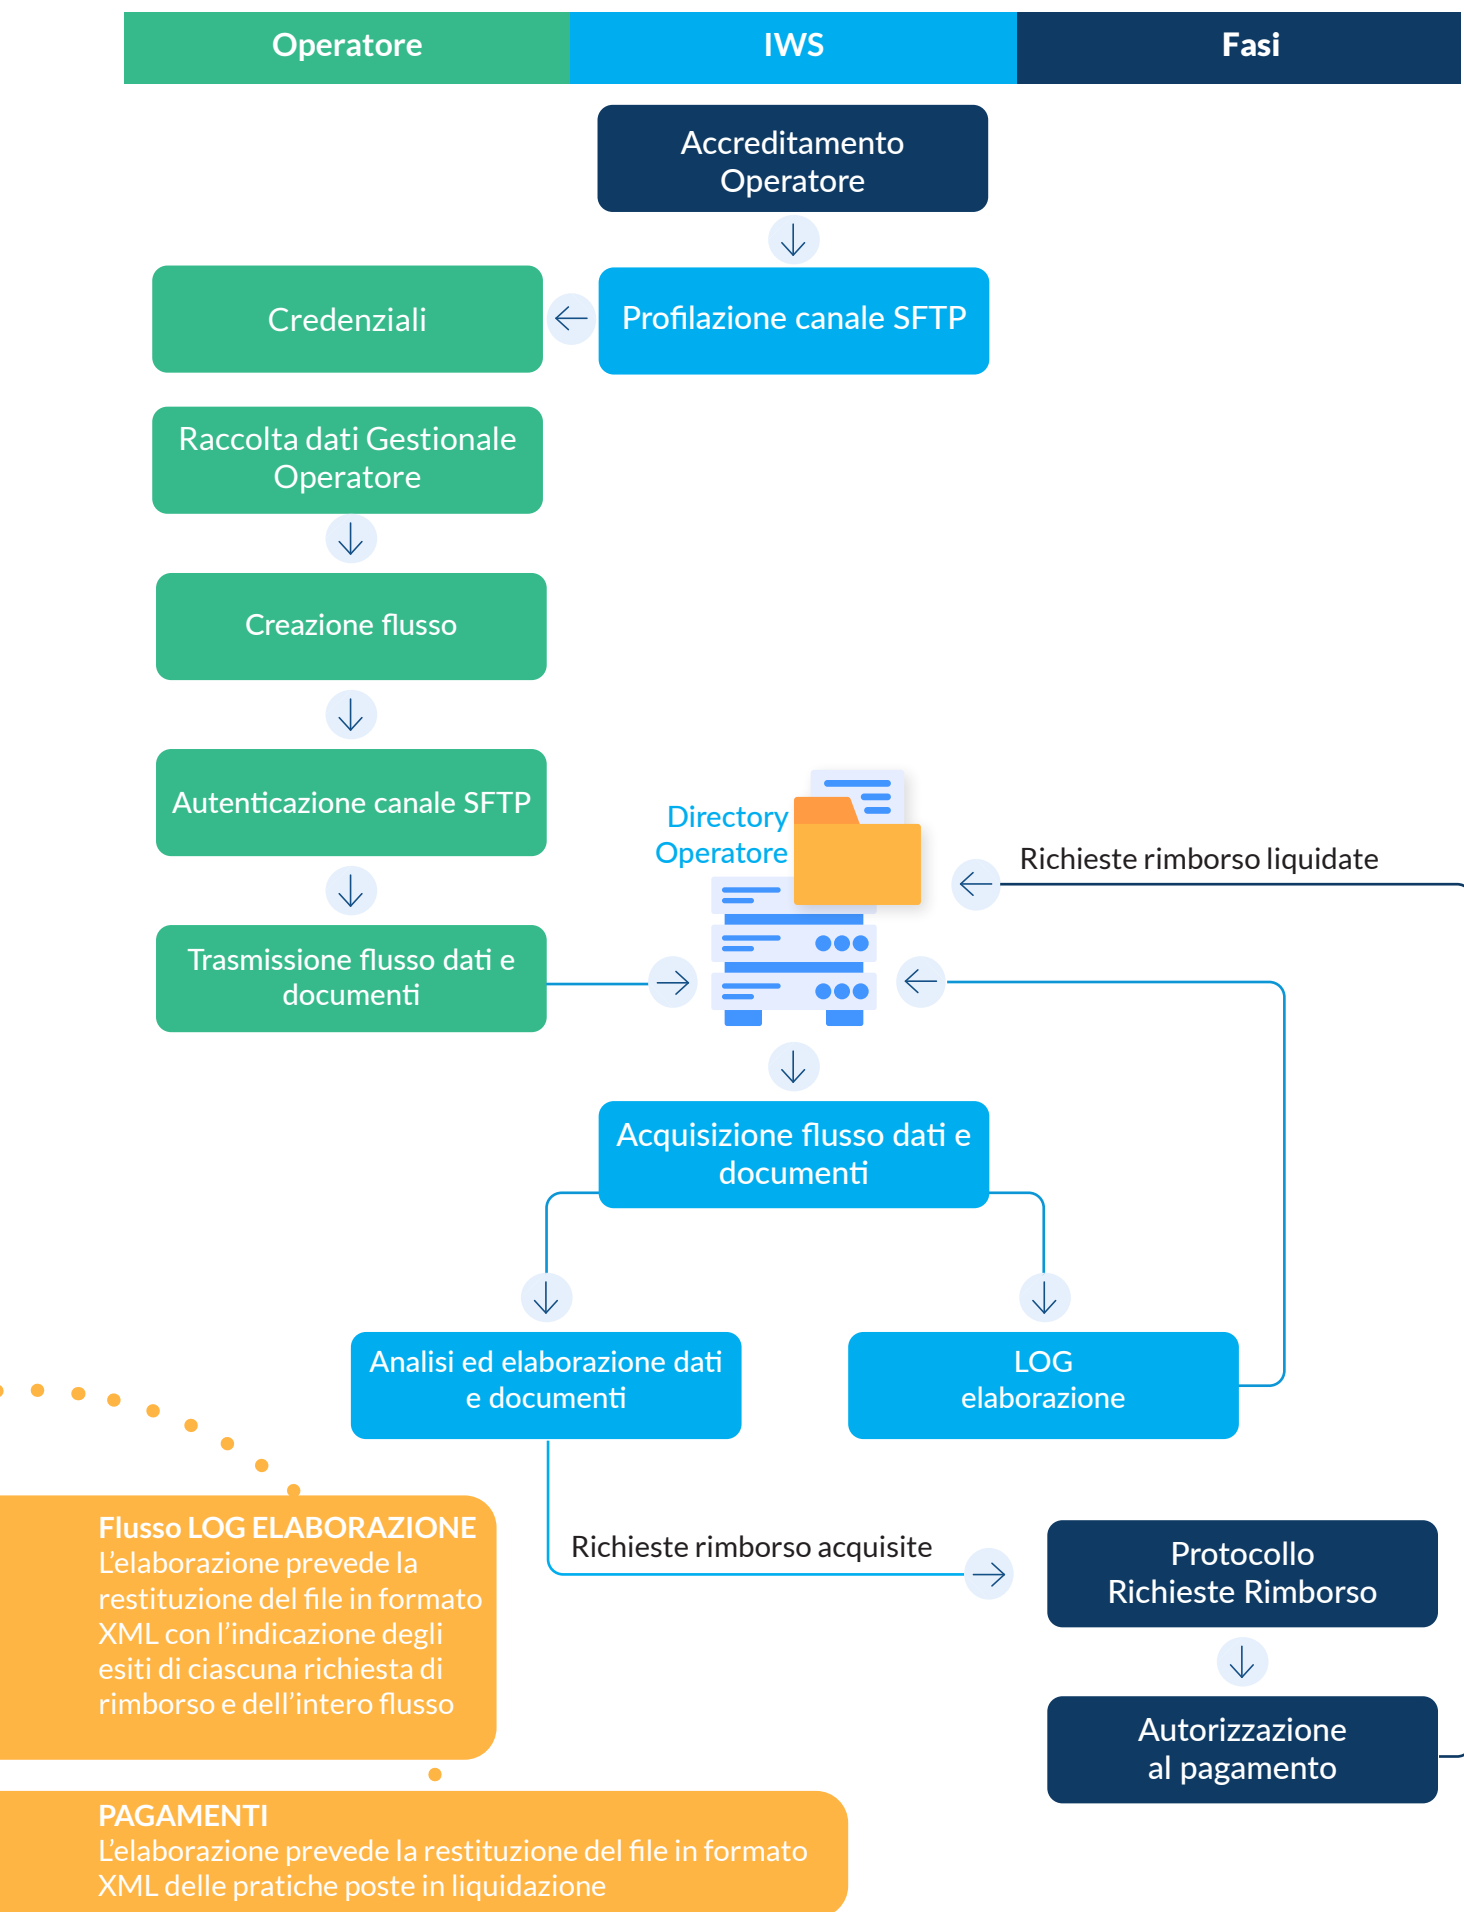 Operatore
IWS
Fasi
Accreditamento
Operatore
Credenziali
Profilazione canale SFTP
Raccolta dati Gestionale
Operatore
Creazione flusso
Autenticazione canale SFTP
Directory
Operatore
Richieste rimborso liquidate
Trasmissione flusso dati e
documenti
Acquisizione flusso dati e
documenti
Analisi ed elaborazione dati
e documenti
LOG
elaborazione
Flusso LOG ELABORAZIONE
L'elaborazione prevede la
restituzione del file in formato
XML con l'indicazione degli
esiti di ciascuna richiesta di
rimborso e dell'intero flusso
Richieste rimborso acquisite
Protocollo
Richieste Rimborso
Autorizzazione
al pagamento
PAGAMENTI
L'elaborazione prevede la restituzione del file in formato
XML delle pratiche poste in liquidazione